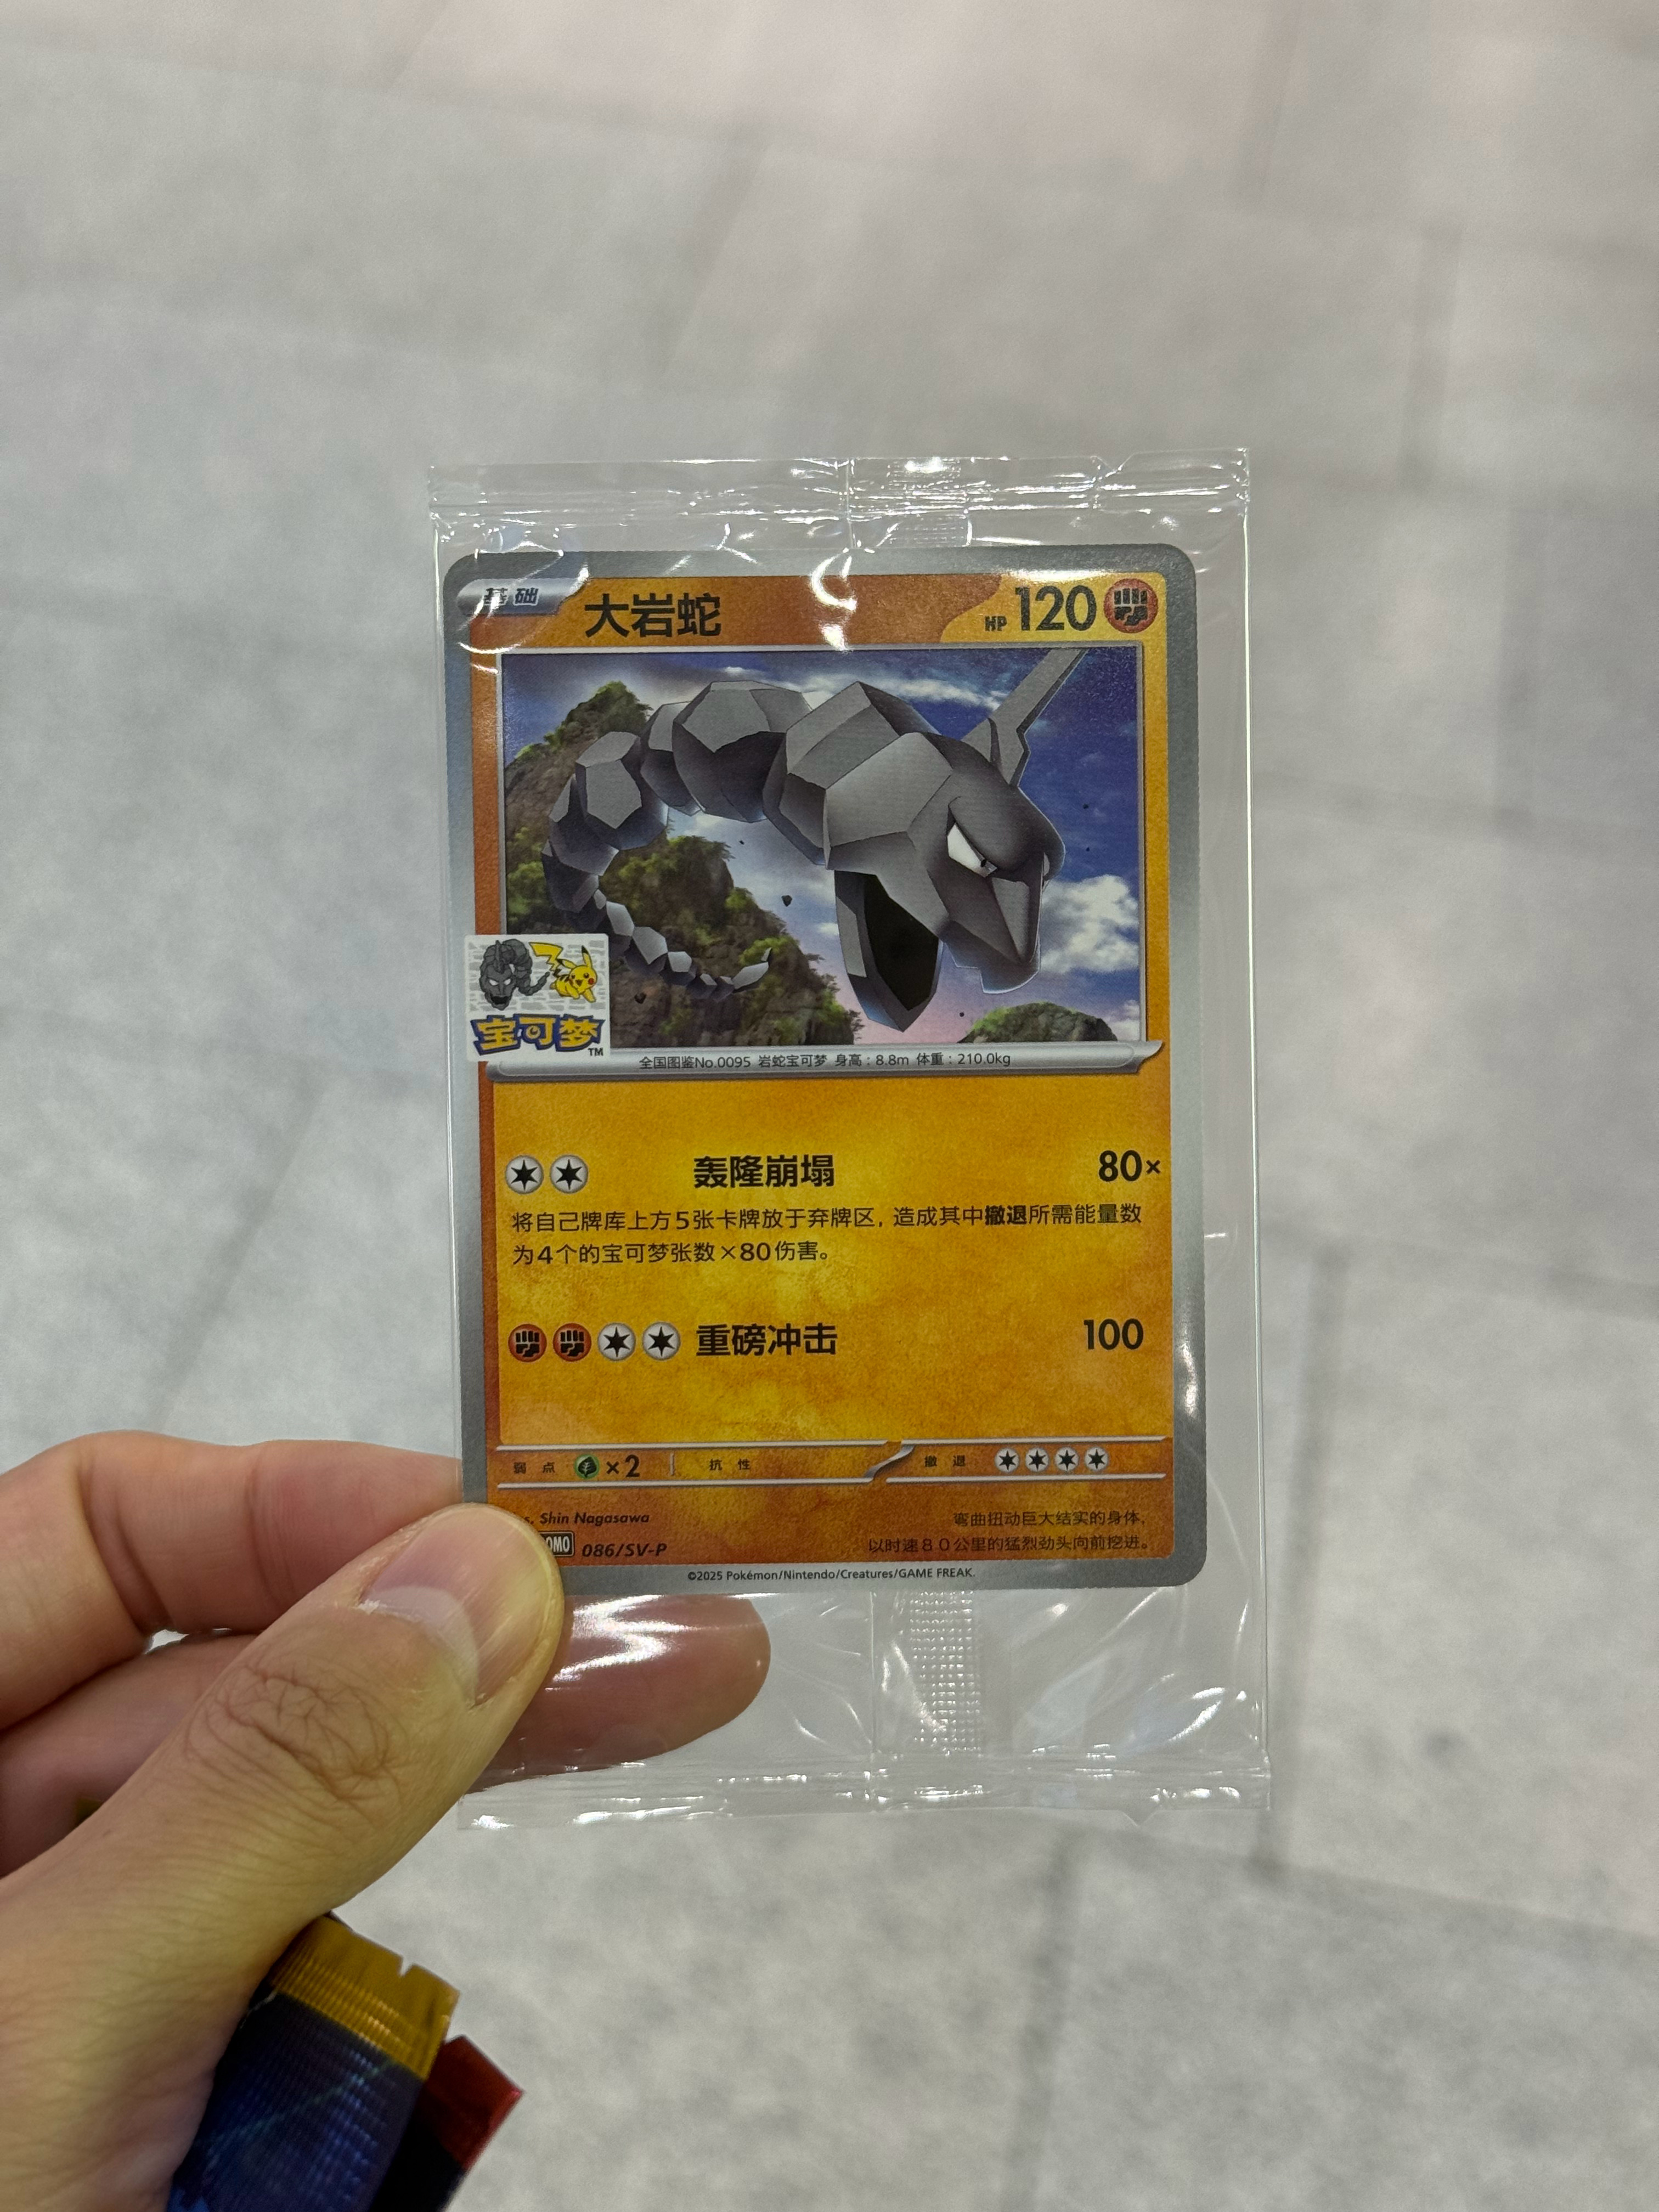 基础
大岩蛇
HP 120
宝可梦
TM
全国图鉴No.0095 岩蛇宝可梦 身高：8.8m 体重：210.0kg
轰隆崩塌 80×
将自己牌库上方5张卡牌放于弃牌区，造成其中撤退所需能量数
为4个的宝可梦张数×80伤害。
重磅冲击 100
弱点 ×2 抗性 撤退
Shin Nagasawa
弯曲扭动巨大结实的身体，
以时速８０公里的猛烈劲头向前挖进。
086/SV-P
©2025 Pokémon/Nintendo/Creatures/GAME FREAK.